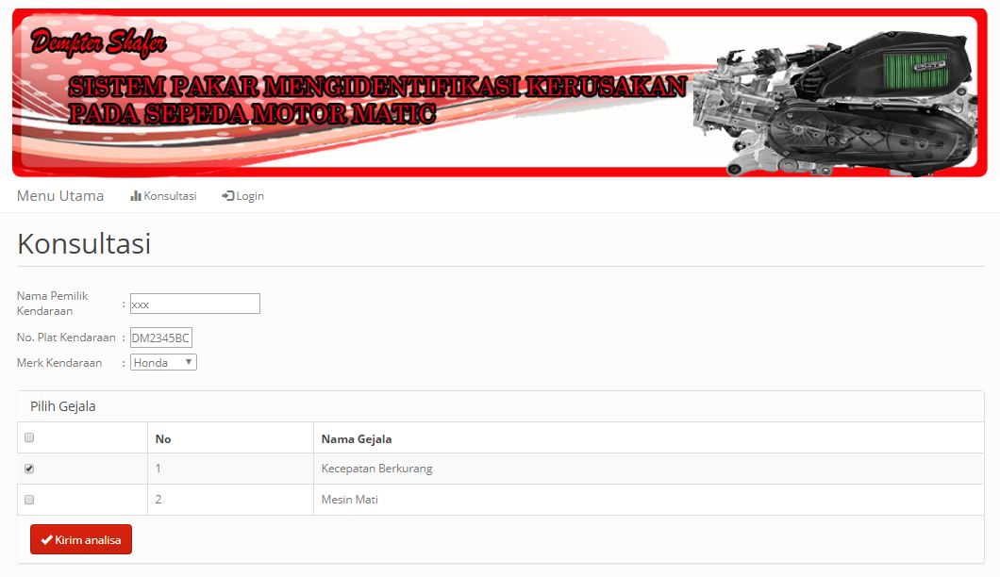 Dempter Shafer
SISTEM PAKAR MENGIDENTIFIKASI KERUSAKAN
PADA SEPEDA MOTOR MATIC
Menu Utama Konsultasi Login
Konsultasi
Nama Pemilik
Kendaraan : xxx
No. Plat Kendaraan : DM2345BC
Merk Kendaraan : Honda
Pilih Gejala
No Nama Gejala
1 Kecepatan Berkurang
2 Mesin Mati
Kirim analisa